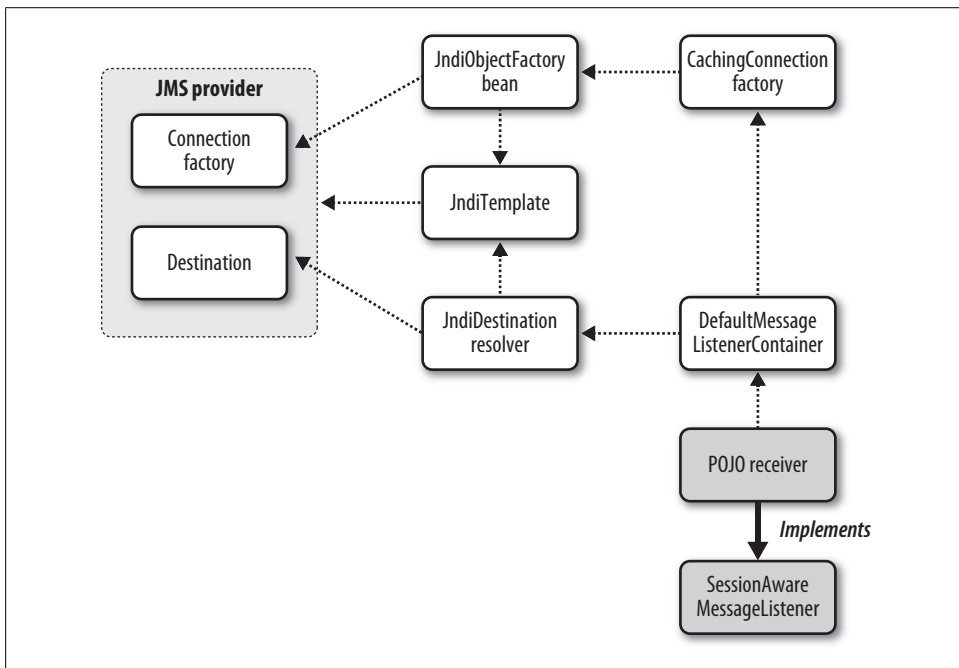 JMS provider
Connection
factory
Destination
JndiObjectFactory
bean
JndiTemplate
JndiDestination
resolver
CachingConnection
factory
DefaultMessage
ListenerContainer
POJO receiver
Implements
SessionAware
MessageListener